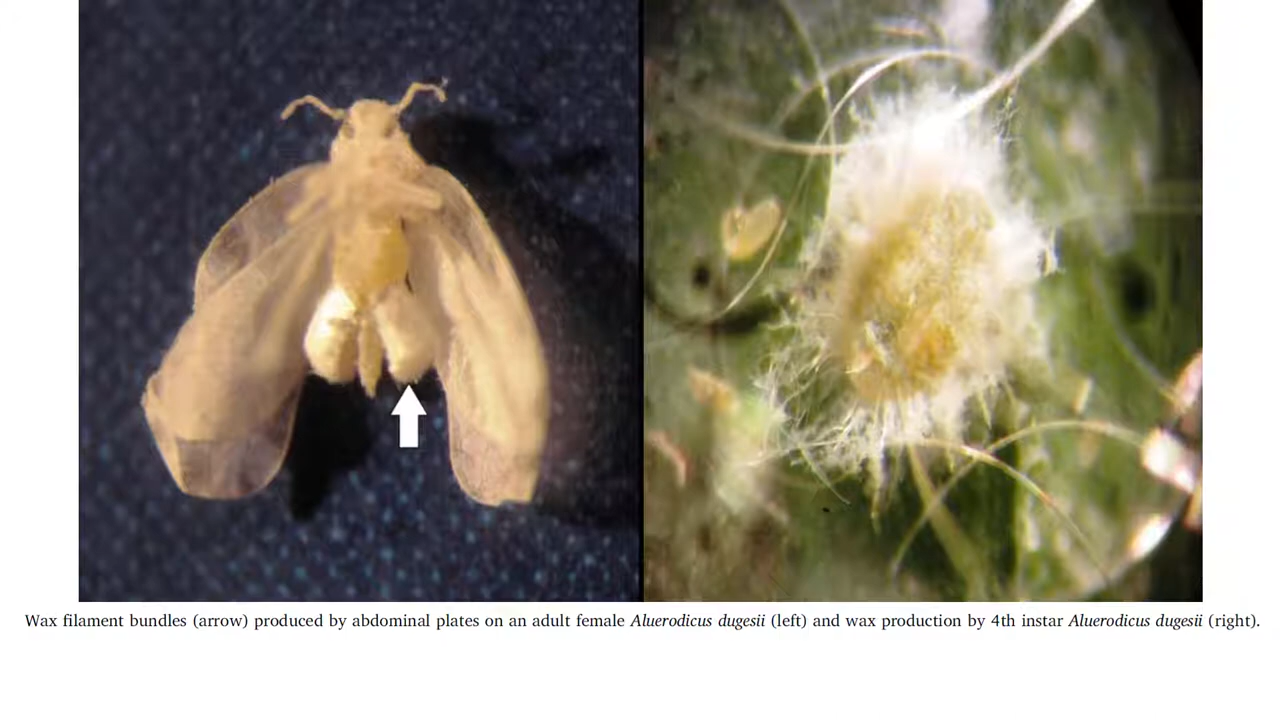 Wax filament bundles (arrow) produced by abdominal plates on an adult female Aluerodicus dugesii (left) and wax production by 4th instar Aluerodicus dugesii (right).